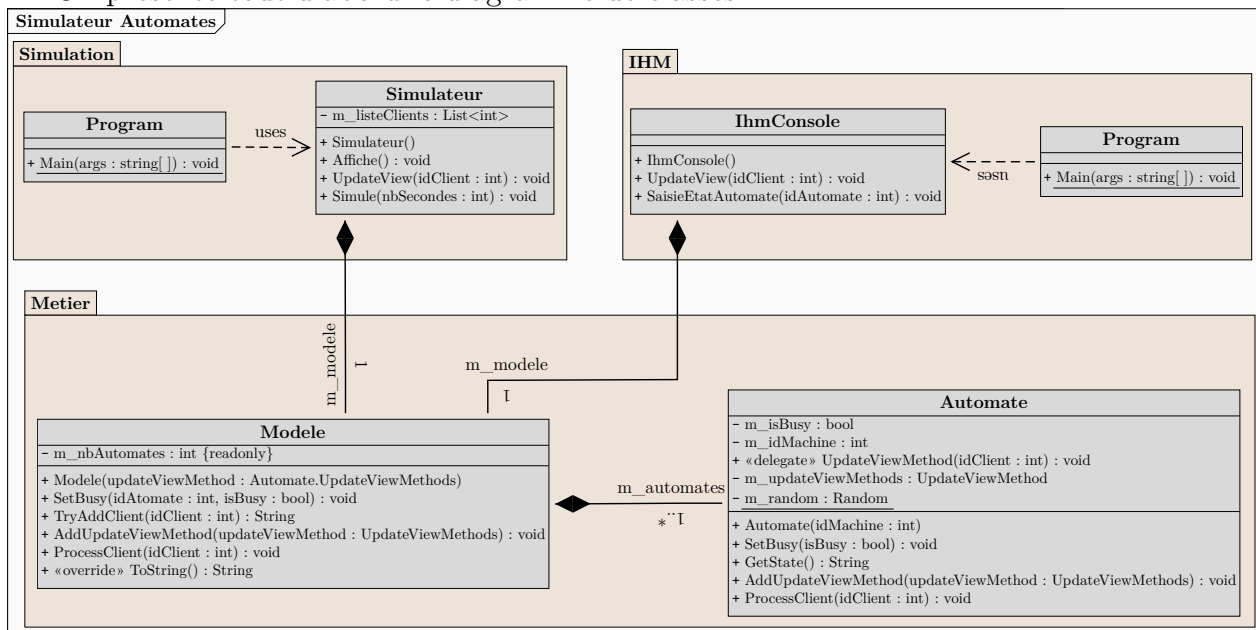 Simulateur Automates
Simulation
Program
+ Main(args : string[ ]) : void
uses
Simulateur
- m_listeClients : List<int>
+ Simulateur()
+ Affiche() : void
+ UpdateView(idClient : int) : void
+ Simule(nbSecondes : int) : void
IHM
IhmConsole
+ IhmConsole()
+ UpdateView(idClient : int) : void
+ SaisieEtatAutomate(idAutomate : int) : void
uses
Program
+ Main(args : string[ ]) : void
Metier
m_modele
1
m_modele
1
Modele
- m_nbAutomates : int {readonly}
+ Modele(updateViewMethod : Automate.UpdateViewMethods)
+ SetBusy(idAtomate : int, isBusy : bool) : void
+ TryAddClient(idClient : int) : String
+ AddUpdateViewMethod(updateViewMethod : UpdateViewMethods) : void
+ ProcessClient(idClient : int) : void
+ «override» ToString() : String
m_automates
1..*
Automate
- m_isBusy : bool
- m_idMachine : int
+ «delegate» UpdateViewMethod(idClient : int) : void
- m_updateViewMethods : UpdateViewMethod
- m_random : Random
+ Automate(idMachine : int)
+ SetBusy(isBusy : bool) : void
+ GetState() : String
+ AddUpdateViewMethod(updateViewMethod : UpdateViewMethods) : void
+ ProcessClient(idClient : int) : void